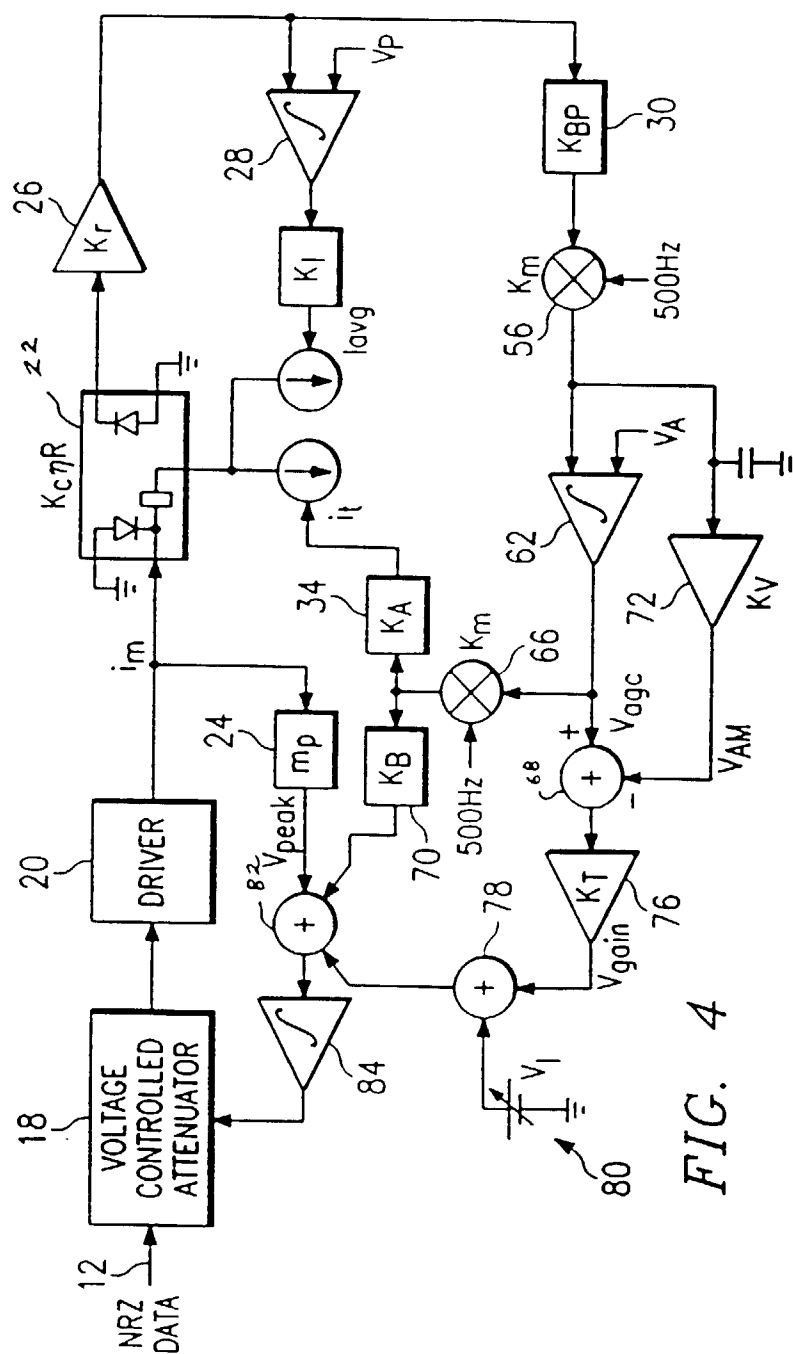 NRZ
DATA
12
18
VOLTAGE
CONTROLLED
ATTENUATOR
20
DRIVER
im
KcηR
22
26
Kr
28
VP
KI
Iavg
it
24
mp
Vpeak
82
+
84
34
KA
KB
70
Km
66
500Hz
30
KBP
Km
56
500Hz
62
VA
72
KV
VAM
Vagc
+
-
68
+
KT
76
Vgain
78
+
VI
80
FIG. 4